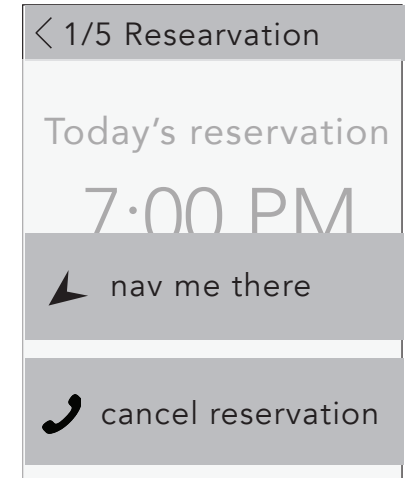 < 1/5 Researvation
Today's reservation
7:00 PM
nav me there
cancel reservation